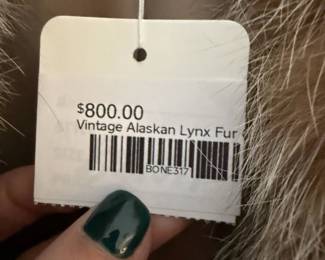 $800.00
Vintage Alaskan Lynx Fur
BONE317